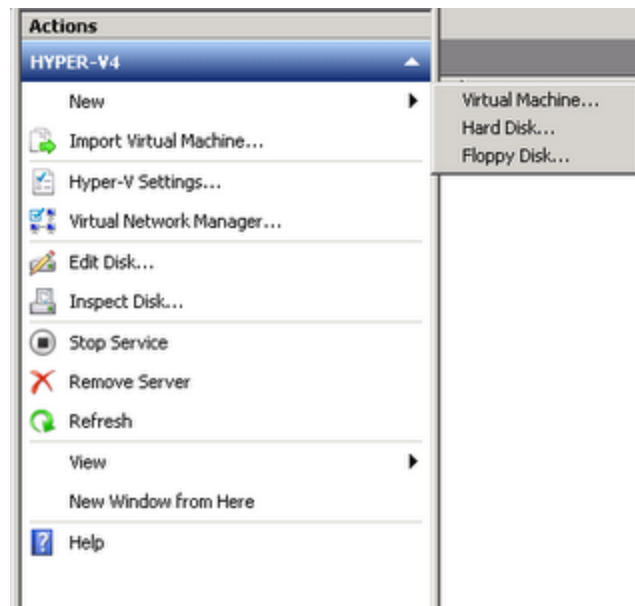 Actions
HYPER-V4
New
Virtual Machine...
Hard Disk...
Floppy Disk...
Import Virtual Machine...
Hyper-V Settings...
Virtual Network Manager...
Edit Disk...
Inspect Disk...
Stop Service
Remove Server
Refresh
View
New Window from Here
Help